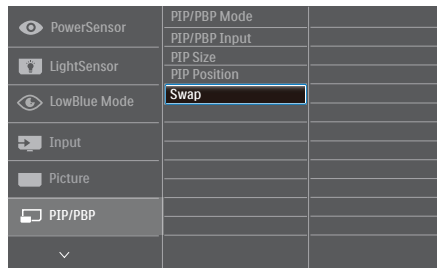 PowerSensor
LightSensor
LowBlue Mode
Input
Picture
PIP/PBP
PIP/PBP Mode
PIP/PBP Input
PIP Size
PIP Position
Swap